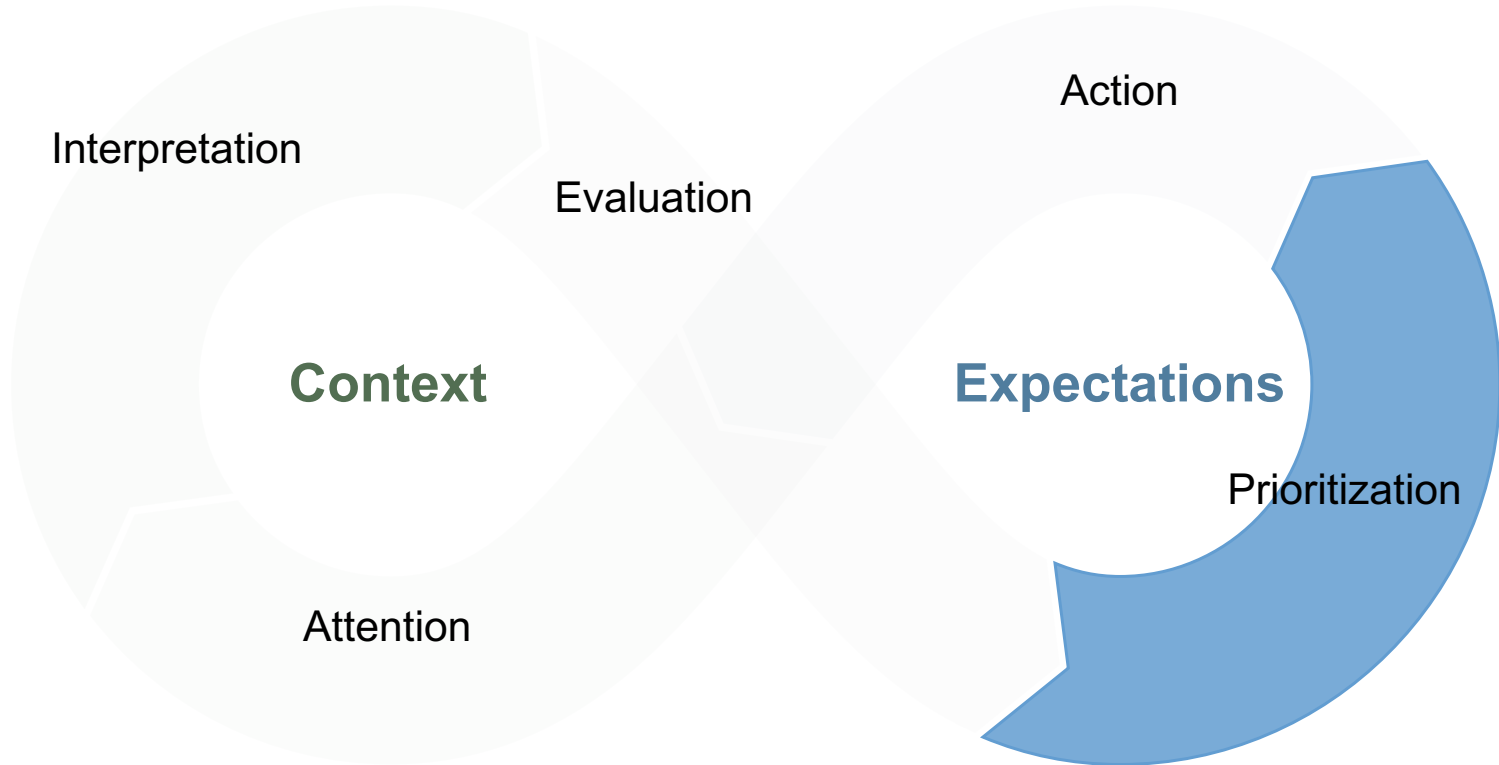 Action
Interpretation
Evaluation
Context
Expectations
Prioritization
Attention